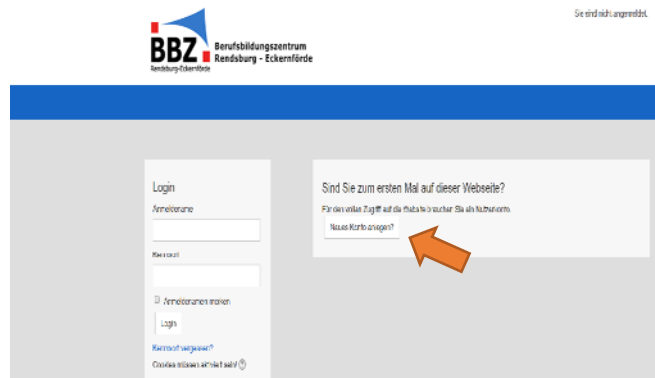 Sie sind nicht angemeldet.
BBZ Berufsbildungszentrum
Rendsburg - Eckernförde
Rendsburg-Eckernförde
Login
Anmeldename
Kennwort
Anmeldenamen merken
Login
Kennwort vergessen?
Cookies müssen aktiviert sein!
Sind Sie zum ersten Mal auf dieser Webseite?
Für den vollen Zugriff auf die Website brauchen Sie ein Nutzerkonto.
Neues Konto anlegen?